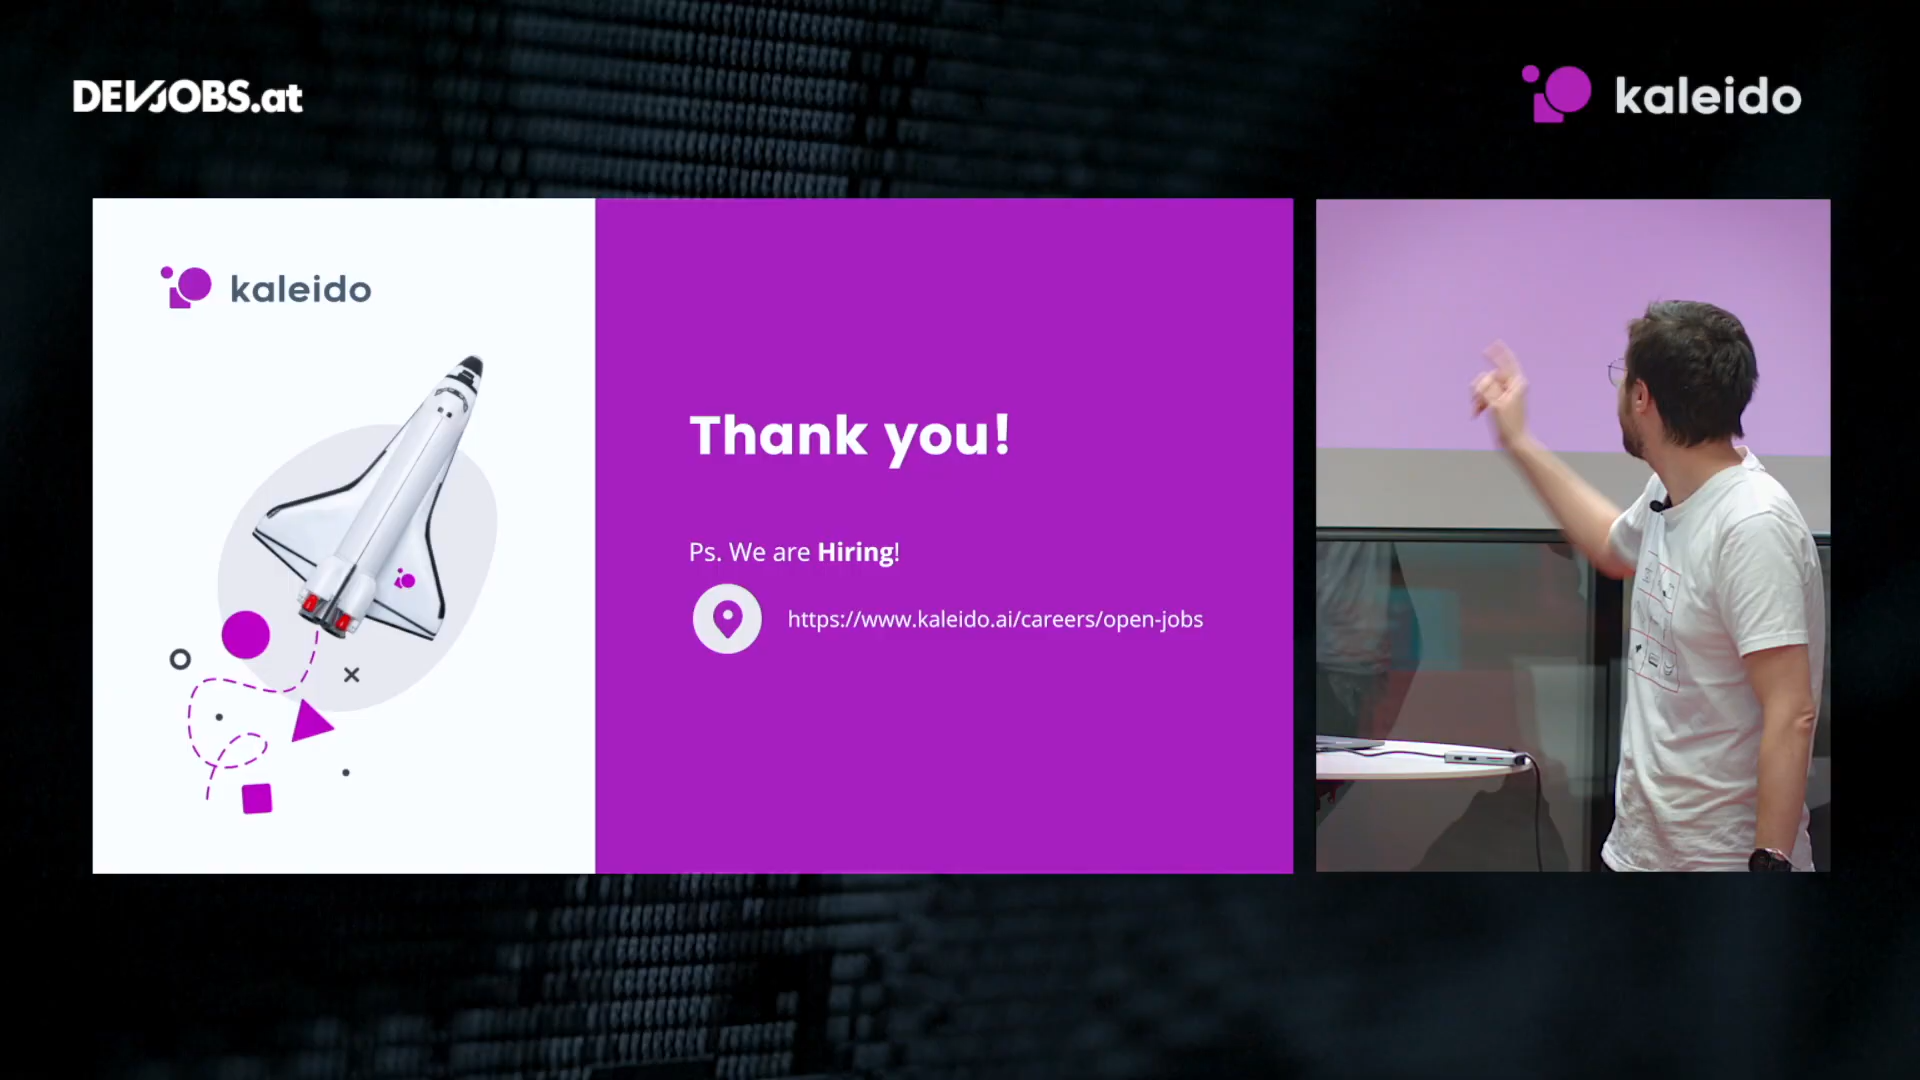 DEVJOBS.at
kaleido
kaleido
Thank you!
Ps. We are Hiring!
https://www.kaleido.ai/careers/open-jobs